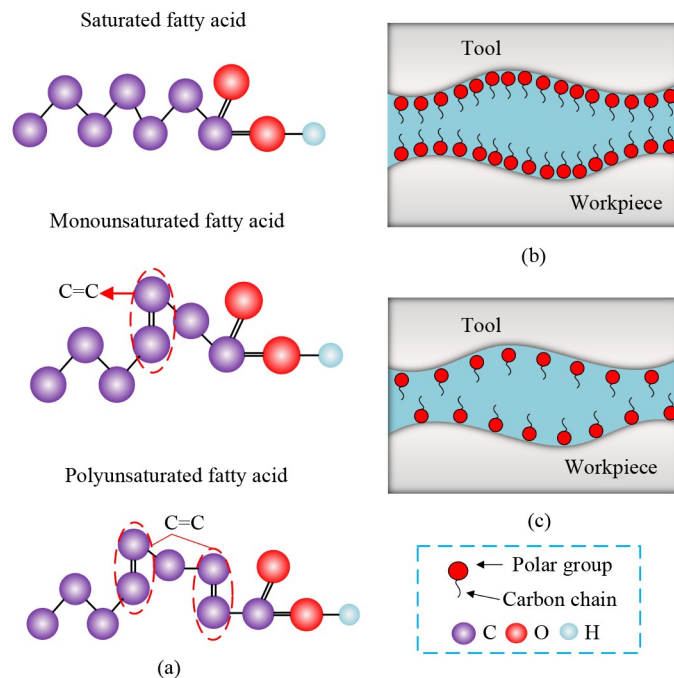 Saturated fatty acid
Monounsaturated fatty acid
C=C
Polyunsaturated fatty acid
C=C
(a)
Tool
Workpiece
(b)
Tool
Workpiece
(c)
Polar group
Carbon chain
C O H